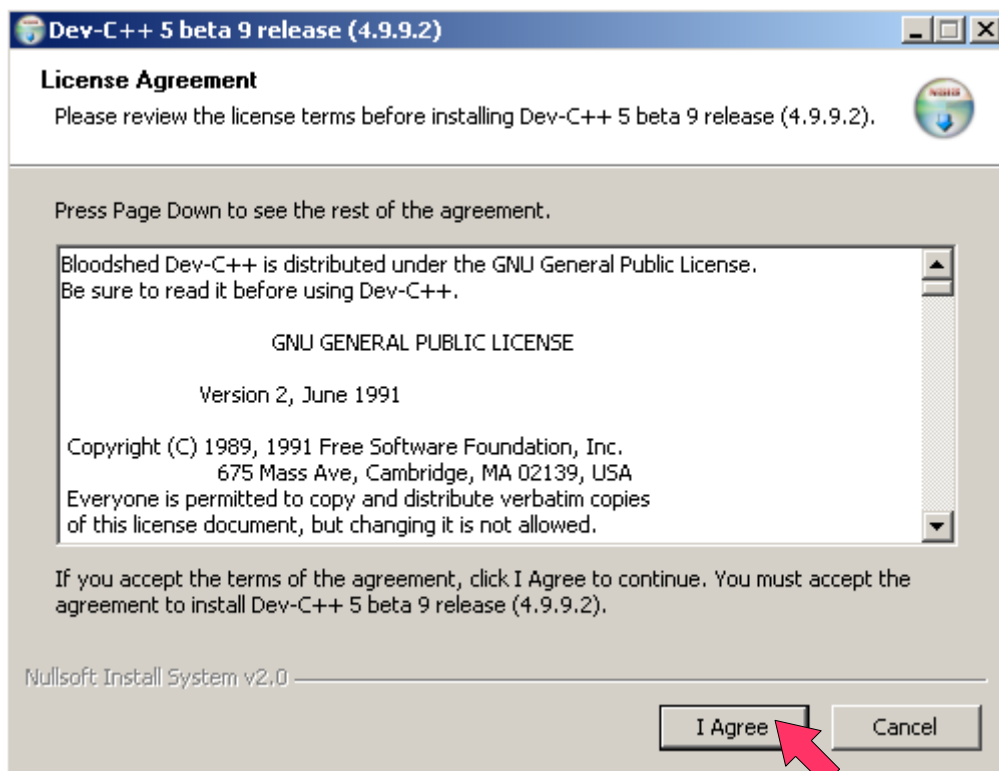 Dev-C++ 5 beta 9 release (4.9.9.2)
License Agreement
Please review the license terms before installing Dev-C++ 5 beta 9 release (4.9.9.2).
Press Page Down to see the rest of the agreement.
Bloodshed Dev-C++ is distributed under the GNU General Public License.
Be sure to read it before using Dev-C++.
GNU GENERAL PUBLIC LICENSE
Version 2, June 1991
Copyright (C) 1989, 1991 Free Software Foundation, Inc.
675 Mass Ave, Cambridge, MA 02139, USA
Everyone is permitted to copy and distribute verbatim copies
of this license document, but changing it is not allowed.
If you accept the terms of the agreement, click I Agree to continue. You must accept the
agreement to install Dev-C++ 5 beta 9 release (4.9.9.2).
Nullsoft Install System v2.0
I Agree
Cancel